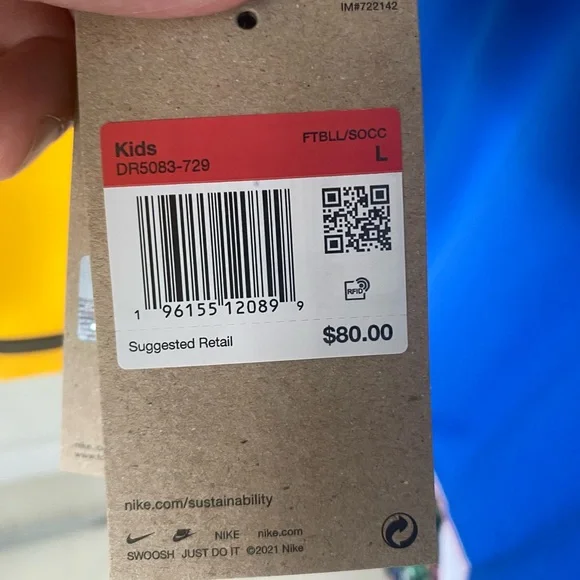 IM#722142
Kids FTBLL/SOCC
DR5083-729 L
RFID
1 96155 12089 9
Suggested Retail $80.00
nike.com/sustainability
NIKE nike.com
SWOOSH JUST DO IT ©2021 Nike